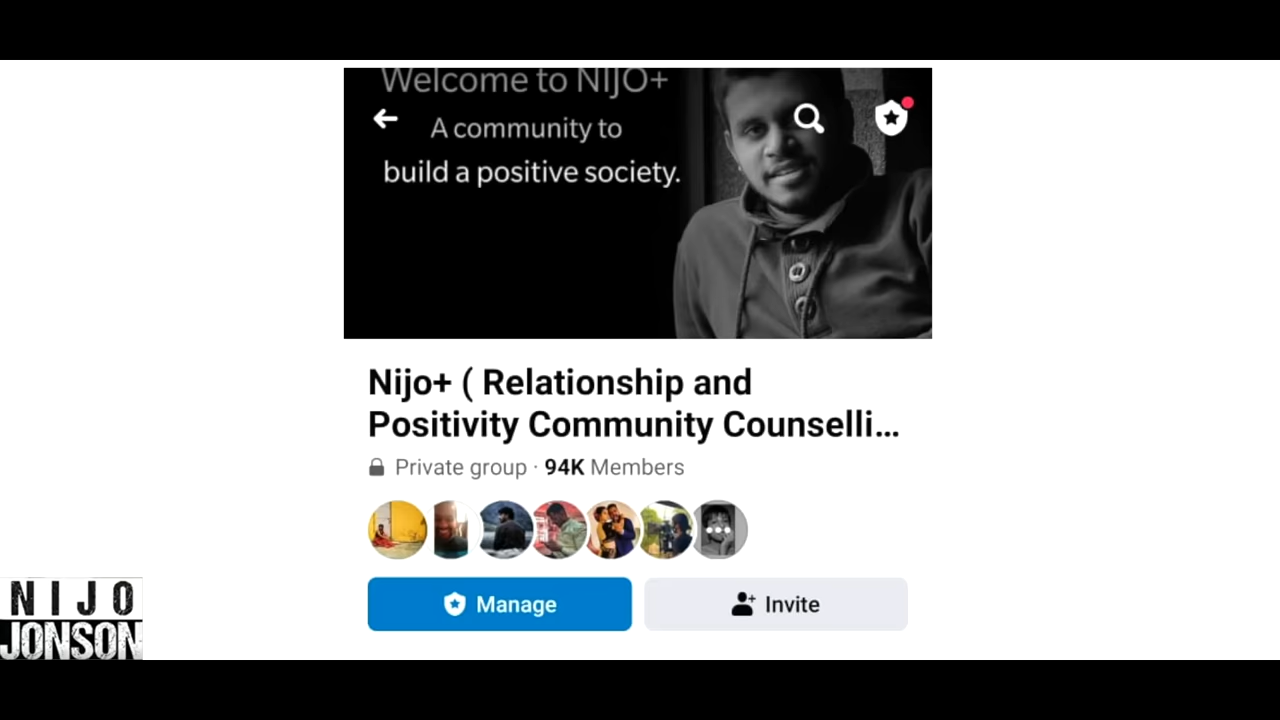 Welcome to NIJO+
A community to
build a positive society.
Nijo+ ( Relationship and
Positivity Community Counselli...
Private group · 94K Members
Manage
Invite
NIJO
JONSON